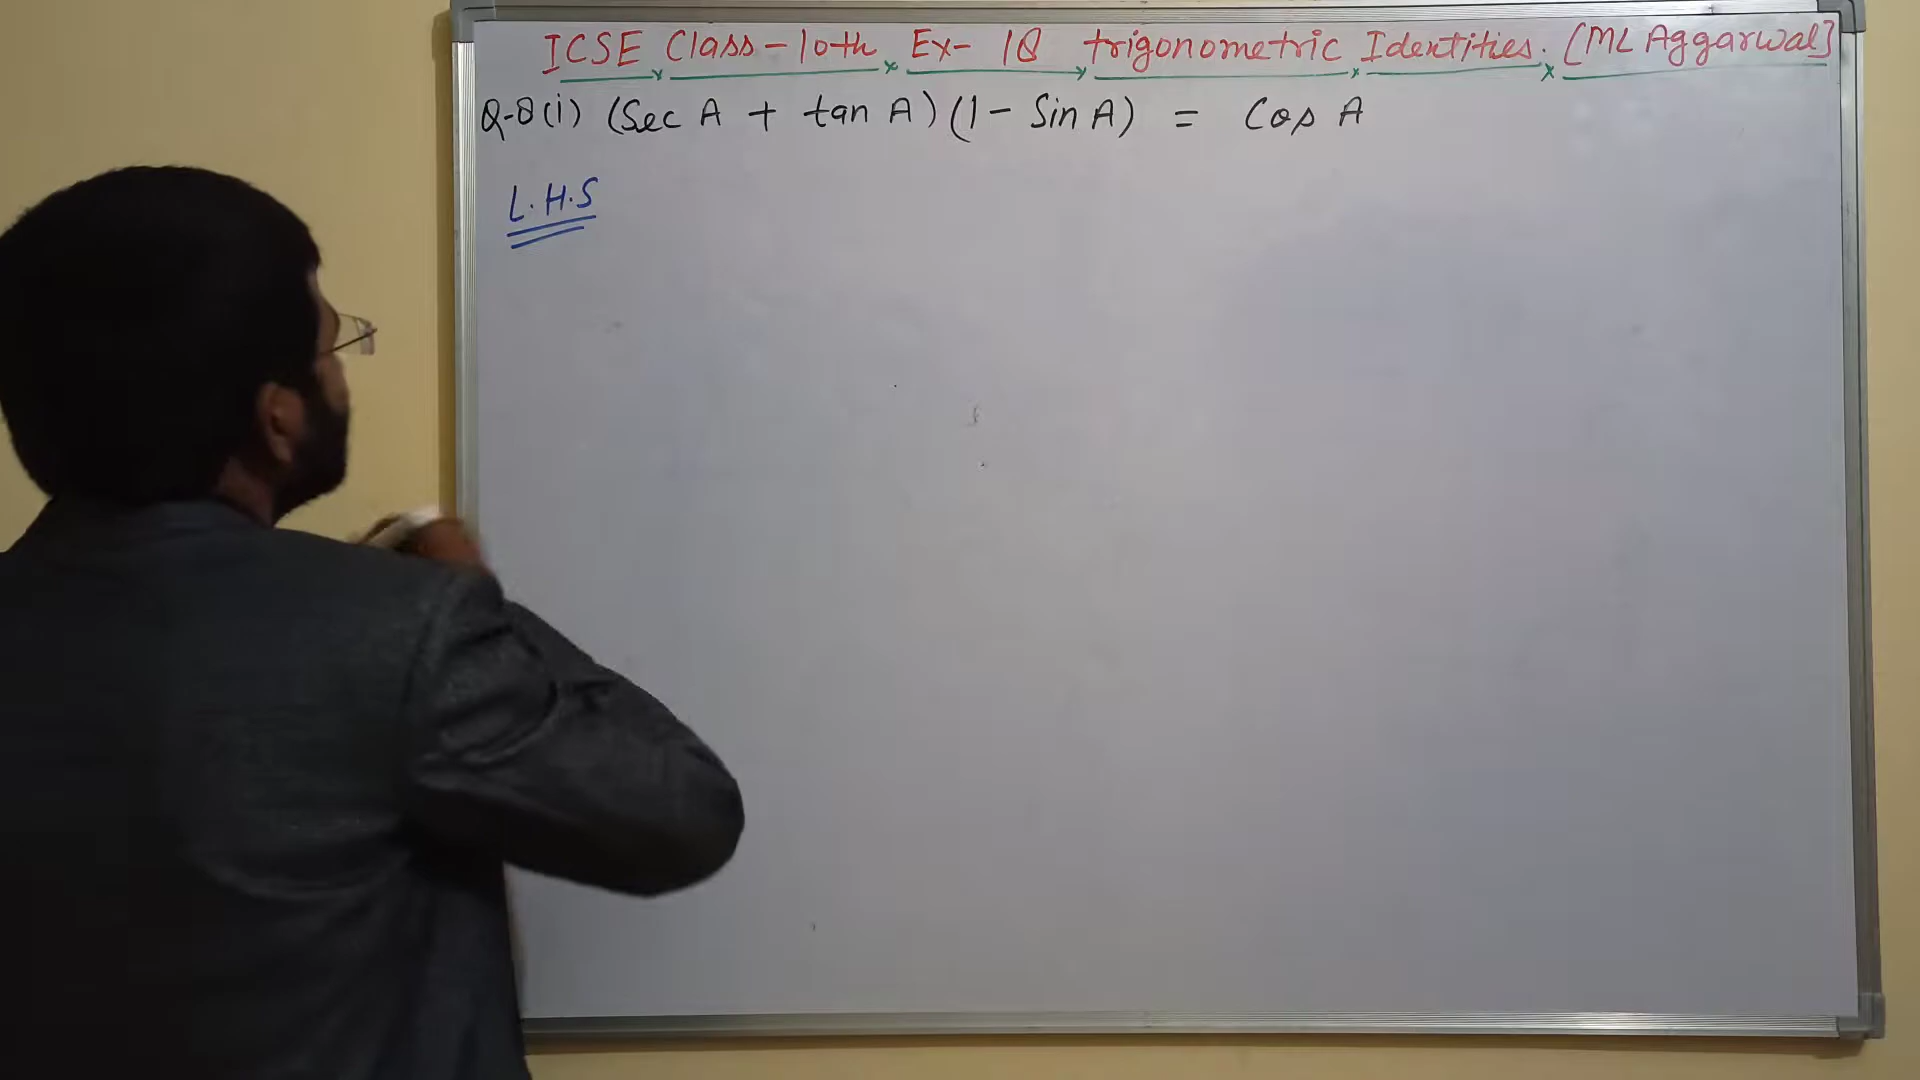 ICSE Class-10th Ex-18 trigonometric Identities. [ML Aggarwal]
Q-8(i) (Sec A + tan A) (1 - Sin A) = Cos A
L.H.S